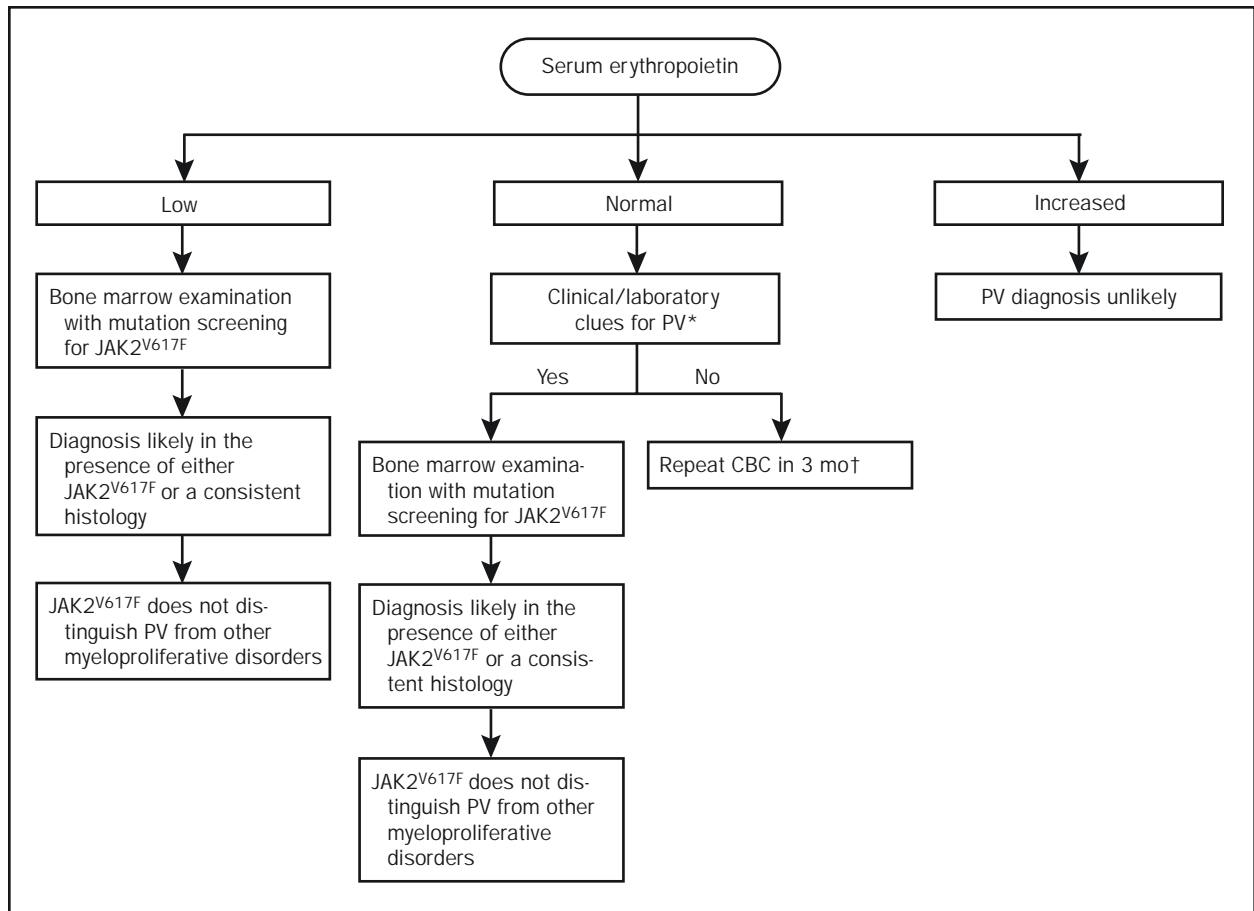 Serum erythropoietin
Low
Normal
Increased
Bone marrow examination
with mutation screening
for JAK2V617F
Clinical/laboratory
clues for PV*
PV diagnosis unlikely
Yes
No
Diagnosis likely in the
presence of either
JAK2V617F or a consistent
histology
Bone marrow examina-
tion with mutation
screening for JAK2V617F
Repeat CBC in 3 mo†
JAK2V617F does not dis-
tinguish PV from other
myeloproliferative disorders
Diagnosis likely in the
presence of either
JAK2V617F or a consis-
tent histology
JAK2V617F does not dis-
tinguish PV from other
myeloproliferative
disorders